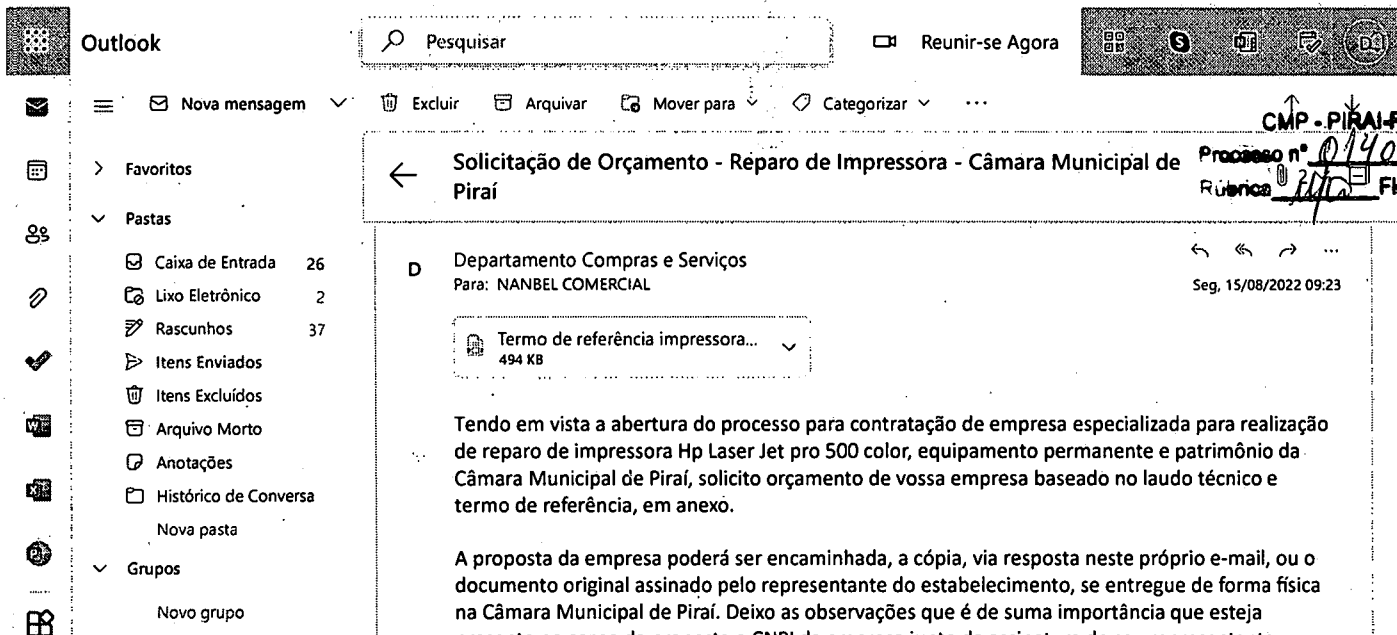 Outlook
Pesquisar
Reunir-se Agora
Nova mensagem
Excluir
Arquivar
Mover para
Categorizar
CMP - PIRAI-R
Processo nº 0140
Rúbrica
Solicitação de Orçamento - Reparo de Impressora - Câmara Municipal de
Piraí
Favoritos
Pastas
Caixa de Entrada 26
Lixo Eletrônico 2
Rascunhos 37
Itens Enviados
Itens Excluídos
Arquivo Morto
Anotações
Histórico de Conversa
Nova pasta
Grupos
Novo grupo
D
Departamento Compras e Serviços
Para: NANBEL COMERCIAL
Seg, 15/08/2022 09:23
Termo de referência impressora...
494 KB
Tendo em vista a abertura do processo para contratação de empresa especializada para realização
de reparo de impressora Hp Laser Jet pro 500 color, equipamento permanente e patrimônio da
Câmara Municipal de Piraí, solicito orçamento de vossa empresa baseado no laudo técnico e
termo de referência, em anexo.
A proposta da empresa poderá ser encaminhada, a cópia, via resposta neste próprio e-mail, ou o
documento original assinado pelo representante do estabelecimento, se entregue de forma física
na Câmara Municipal de Piraí. Deixo as observações que é de suma importância que esteja